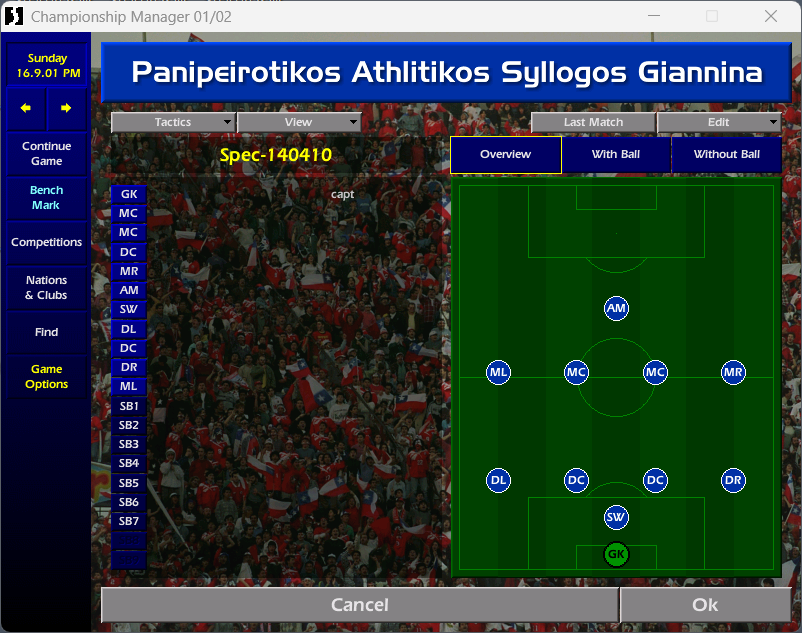 Championship Manager 01/02
Sunday
16.9.01 PM
Continue
Game
Bench
Mark
Competitions
Nations
& Clubs
Find
Game
Options
Panipeirotikos Athlitikos Syllogos Giannina
Tactics
View
Last Match
Edit
Spec-140410
Overview
With Ball
Without Ball
GK capt
MC
MC
DC
MR
AM
SW
DL
DC
DR
ML
SB1
SB2
SB3
SB4
SB5
SB6
SB7
AM
ML MC MC MR
DL DC DC DR
SW
GK
Cancel
Ok